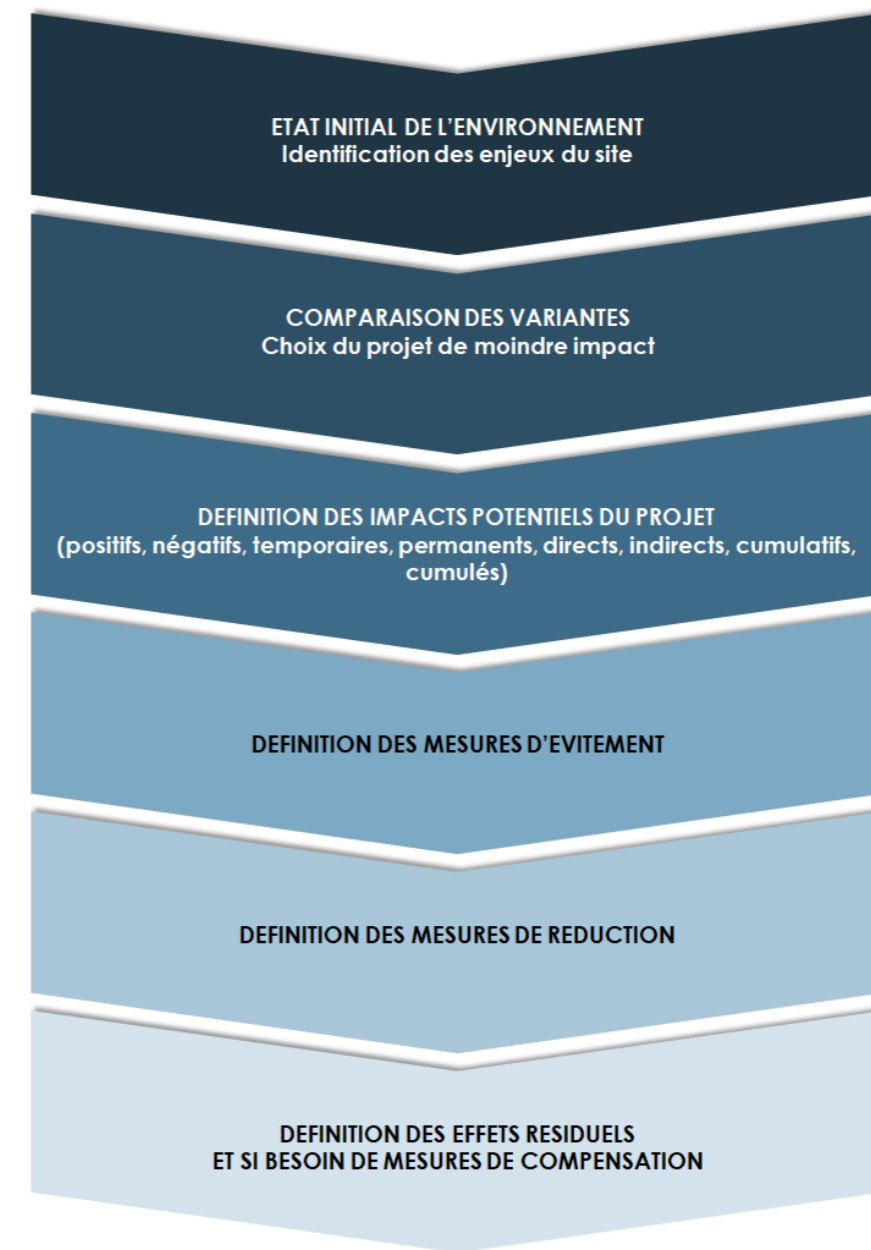 ETAT INITIAL DE L'ENVIRONNEMENT
Identification des enjeux du site
COMPARAISON DES VARIANTES
Choix du projet de moindre impact
DEFINITION DES IMPACTS POTENTIELS DU PROJET
(positifs, négatifs, temporaires, permanents, directs, indirects, cumulatifs,
cumulés)
DEFINITION DES MESURES D'EVITEMENT
DEFINITION DES MESURES DE REDUCTION
DEFINITION DES EFFETS RESIDUELS
ET SI BESOIN DE MESURES DE COMPENSATION